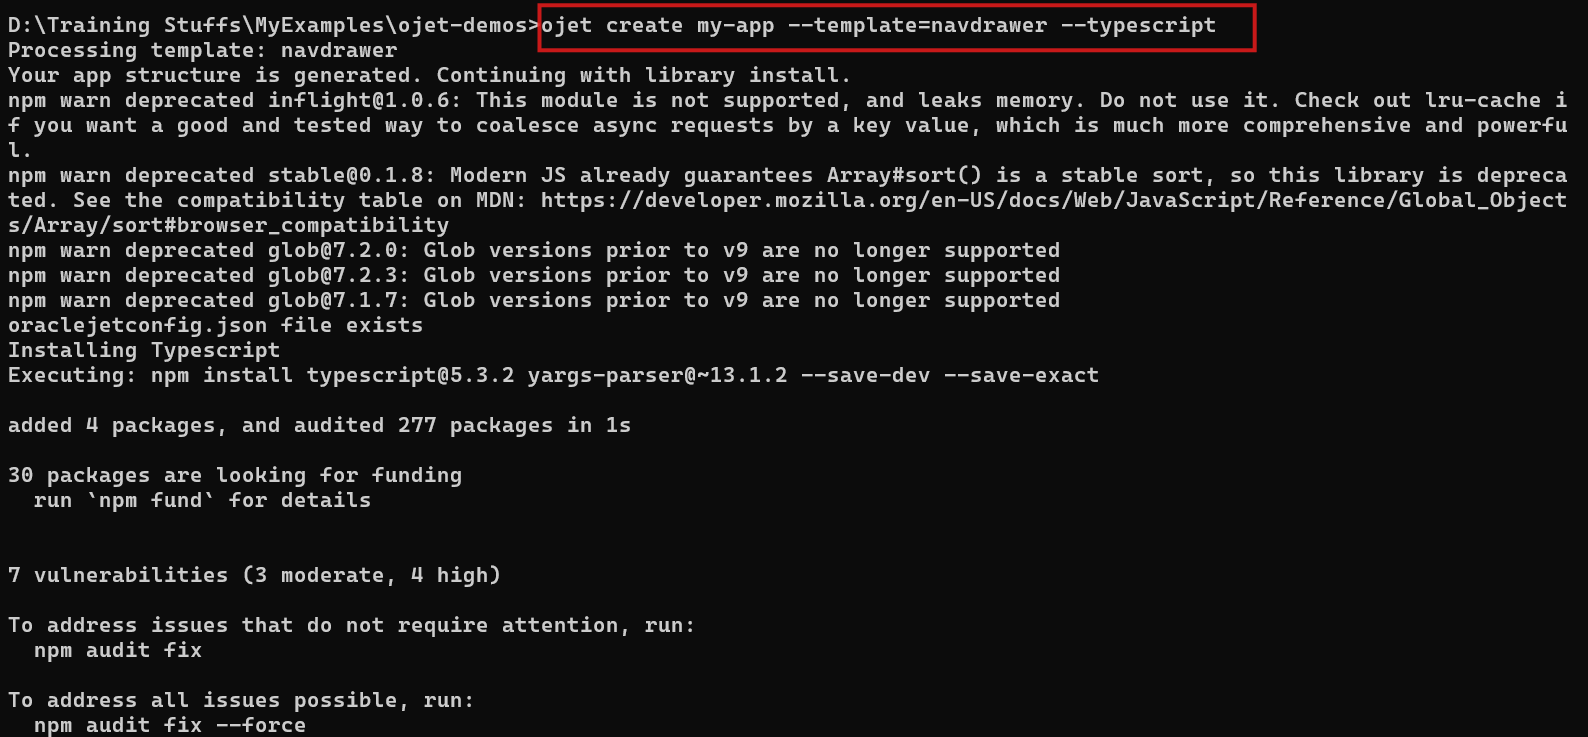 D:\Training Stuffs\MyExamples\ojet-demos>ojet create my-app --template=navdrawer --typescript
Processing template: navdrawer
Your app structure is generated. Continuing with library install.
npm warn deprecated inflight@1.0.6: This module is not supported, and leaks memory. Do not use it. Check out lru-cache i
f you want a good and tested way to coalesce async requests by a key value, which is much more comprehensive and powerfu
l.
npm warn deprecated stable@0.1.8: Modern JS already guarantees Array#sort() is a stable sort, so this library is depreca
ted. See the compatibility table on MDN: https://developer.mozilla.org/en-US/docs/Web/JavaScript/Reference/Global_Object
s/Array/sort#browser_compatibility
npm warn deprecated glob@7.2.0: Glob versions prior to v9 are no longer supported
npm warn deprecated glob@7.2.3: Glob versions prior to v9 are no longer supported
npm warn deprecated glob@7.1.7: Glob versions prior to v9 are no longer supported
oraclejetconfig.json file exists
Installing Typescript
Executing: npm install typescript@5.3.2 yargs-parser@~13.1.2 --save-dev --save-exact
added 4 packages, and audited 277 packages in 1s
30 packages are looking for funding
run `npm fund` for details
7 vulnerabilities (3 moderate, 4 high)
To address issues that do not require attention, run:
npm audit fix
To address all issues possible, run:
npm audit fix --force